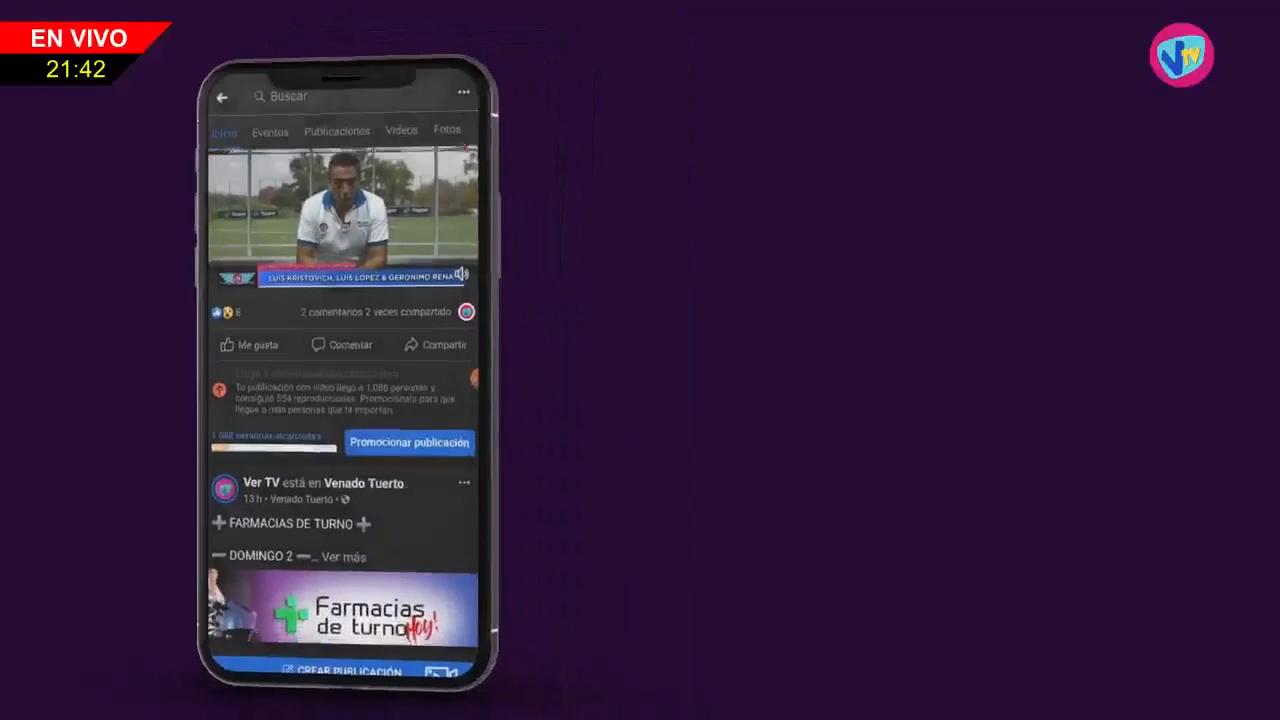 EN VIVO
21:42
VTV
Buscar
Inicio Eventos Publicaciones Videos Fotos
LUIS KRISTOVICH, LUIS LOPEZ & GERONIMO RENA
8
2 comentarios 2 veces compartido
Me gusta Comentar Compartir
Tu publicación con video llegó a 1.088 personas y
consiguió 554 reproducciones. Promociónala para que
llegue a más personas que te importan.
1.088 personas alcanzadas
Promocionar publicación
Ver TV está en Venado Tuerto.
13 h • Venado Tuerto •
➕ FARMACIAS DE TURNO ➕
➖ DOMINGO 2 ➖... Ver más
Farmacias
de turno Hoy!
CREAR PUBLICACIÓN